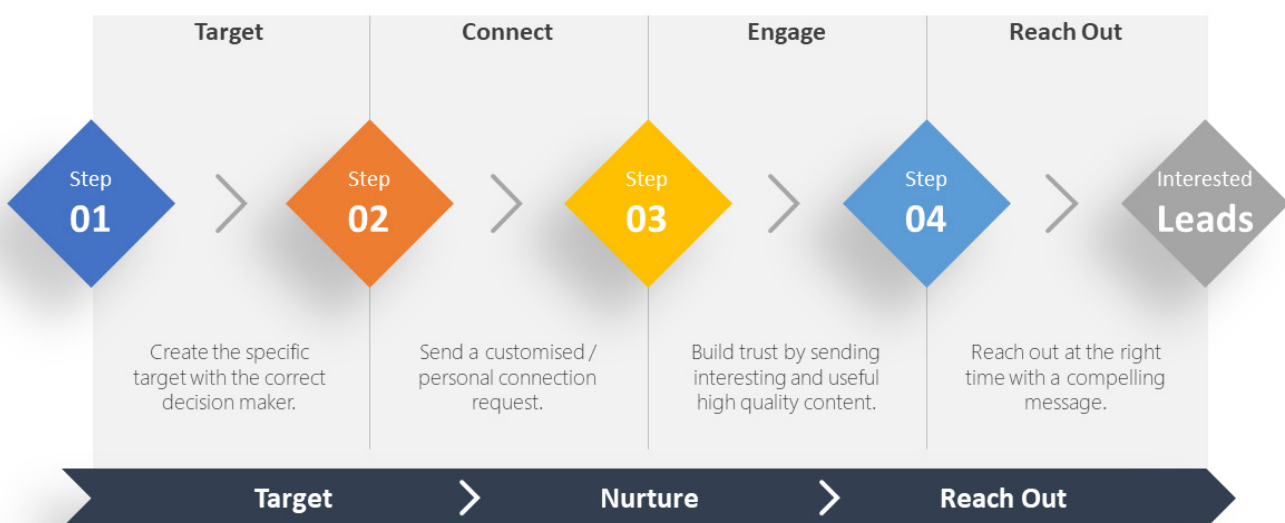 Target
Connect
Engage
Reach Out
Step
01
Step
02
Step
03
Step
04
Interested
Leads
Create the specific
target with the correct
decision maker.
Send a customised /
personal connection
request.
Build trust by sending
interesting and useful
high quality content.
Reach out at the right
time with a compelling
message.
Target
Nurture
Reach Out